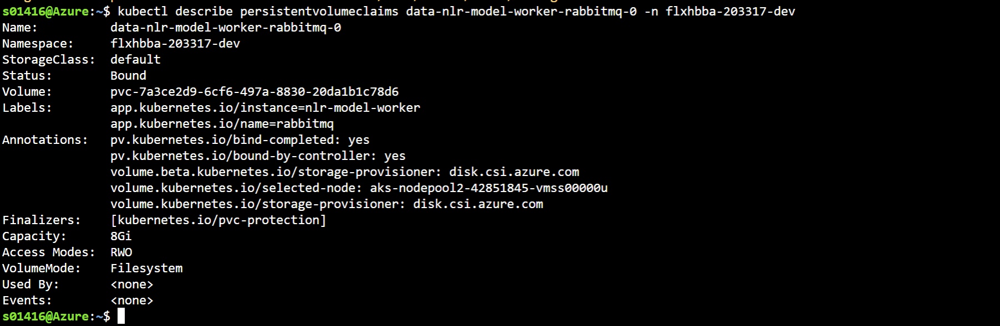 s01416@Azure:~$ kubectl describe persistentvolumeclaims data-nlr-model-worker-rabbitmq-0 -n flxhbba-203317-dev
Name:          data-nlr-model-worker-rabbitmq-0
Namespace:     flxhbba-203317-dev
StorageClass:  default
Status:        Bound
Volume:        pvc-7a3ce2d9-6cf6-497a-8830-20da1b1c78d6
Labels:        app.kubernetes.io/instance=nlr-model-worker
               app.kubernetes.io/name=rabbitmq
Annotations:   pv.kubernetes.io/bind-completed: yes
               pv.kubernetes.io/bound-by-controller: yes
               volume.beta.kubernetes.io/storage-provisioner: disk.csi.azure.com
               volume.kubernetes.io/selected-node: aks-nodepool2-42851845-vmss00000u
               volume.kubernetes.io/storage-provisioner: disk.csi.azure.com
Finalizers:    [kubernetes.io/pvc-protection]
Capacity:      8Gi
Access Modes:  RWO
VolumeMode:    Filesystem
Used By:       <none>
Events:        <none>
s01416@Azure:~$